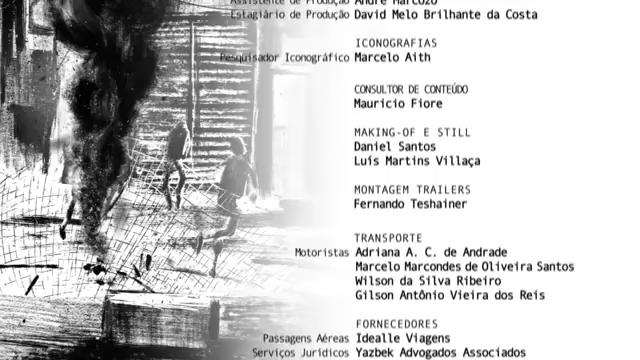 Assistente de Produção André Marcozo
Estagiário de Produção David Melo Brilhante da Costa
ICONOGRAFIAS
Pesquisador Iconográfico Marcelo Aith
CONSULTOR DE CONTEÚDO
Mauricio Fiore
MAKING-OF E STILL
Daniel Santos
Luís Martins Villaça
MONTAGEM TRAILERS
Fernando Teshainer
TRANSPORTE
Motoristas Adriana A. C. de Andrade
Marcelo Marcondes de Oliveira Santos
Wilson da Silva Ribeiro
Gilson Antônio Vieira dos Reis
FORNECEDORES
Passagens Aéreas Idealle Viagens
Serviços Jurídicos Yazbek Advogados Associados